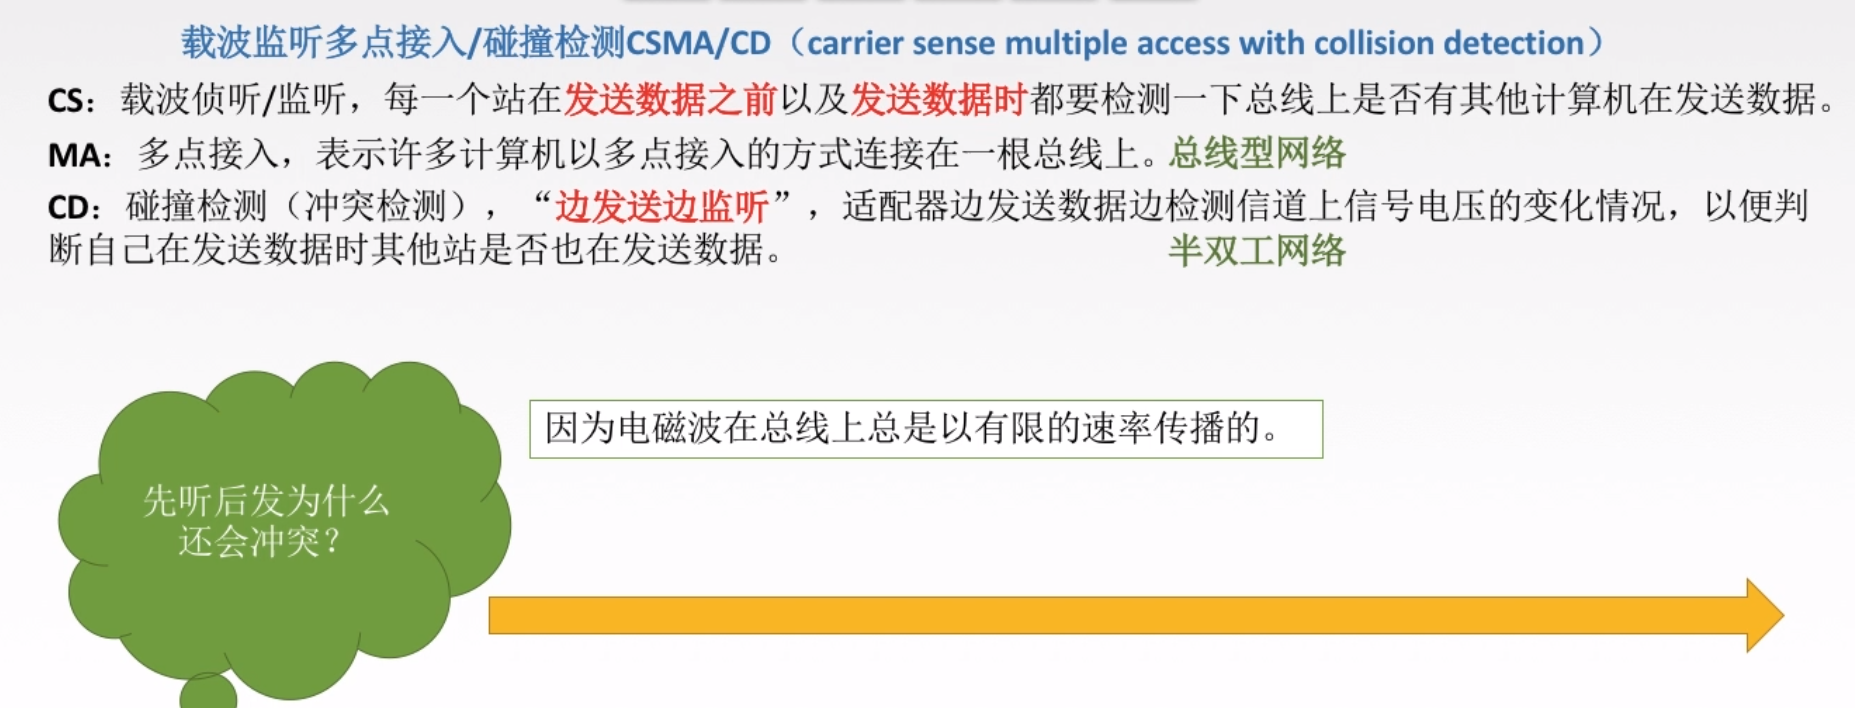 载波监听多点接入/碰撞检测CSMA/CD（carrier sense multiple access with collision detection）
CS：载波侦听/监听，每一个站在发送数据之前以及发送数据时都要检测一下总线上是否有其他计算机在发送数据。
MA：多点接入，表示许多计算机以多点接入的方式连接在一根总线上。总线型网络
CD：碰撞检测（冲突检测），“边发送边监听”，适配器边发送数据边检测信道上信号电压的变化情况，以便判
断自己在发送数据时其他站是否也在发送数据。 半双工网络
因为电磁波在总线上总是以有限的速率传播的。
先听后发为什么
还会冲突？